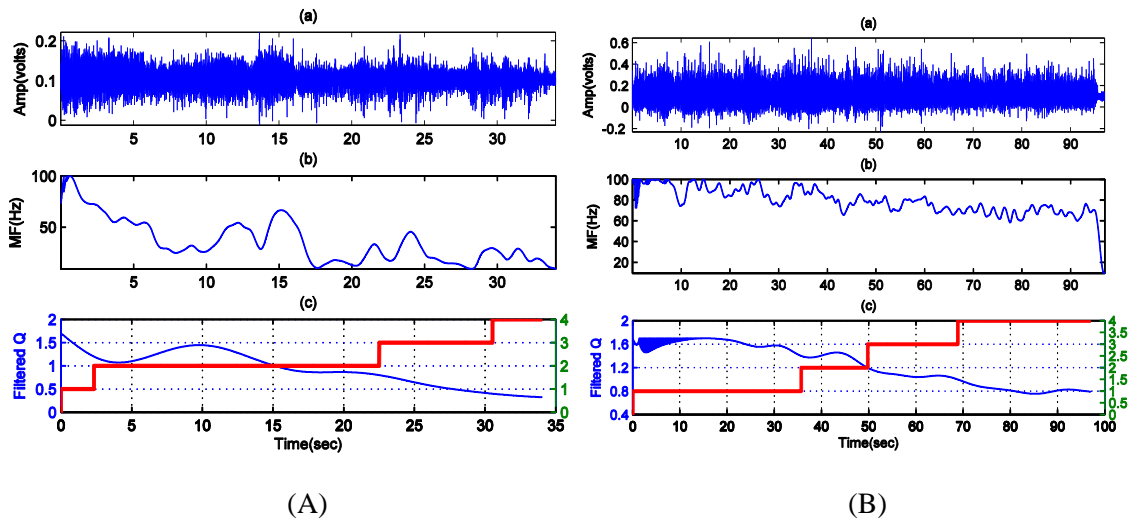 (a)
Amp(volts)
0.2
0.1
0
5 10 15 20 25 30
(b)
MF(Hz)
100
50
5 10 15 20 25 30
(c)
Filtered Q
2
1.5
1
0.5
0
4
3
2
1
0
0 5 10 15 20 25 30 35
Time(sec)
(A)
(a)
Amp(volts)
0.6
0.4
0.2
0
-0.2
10 20 30 40 50 60 70 80 90
(b)
MF(Hz)
100
80
60
40
20
10 20 30 40 50 60 70 80 90
(c)
Filtered Q
2
1.6
1.2
0.8
0.4
4
3.5
3
2.5
2
1.5
1
0.5
0
0 10 20 30 40 50 60 70 80 90 100
Time(sec)
(B)